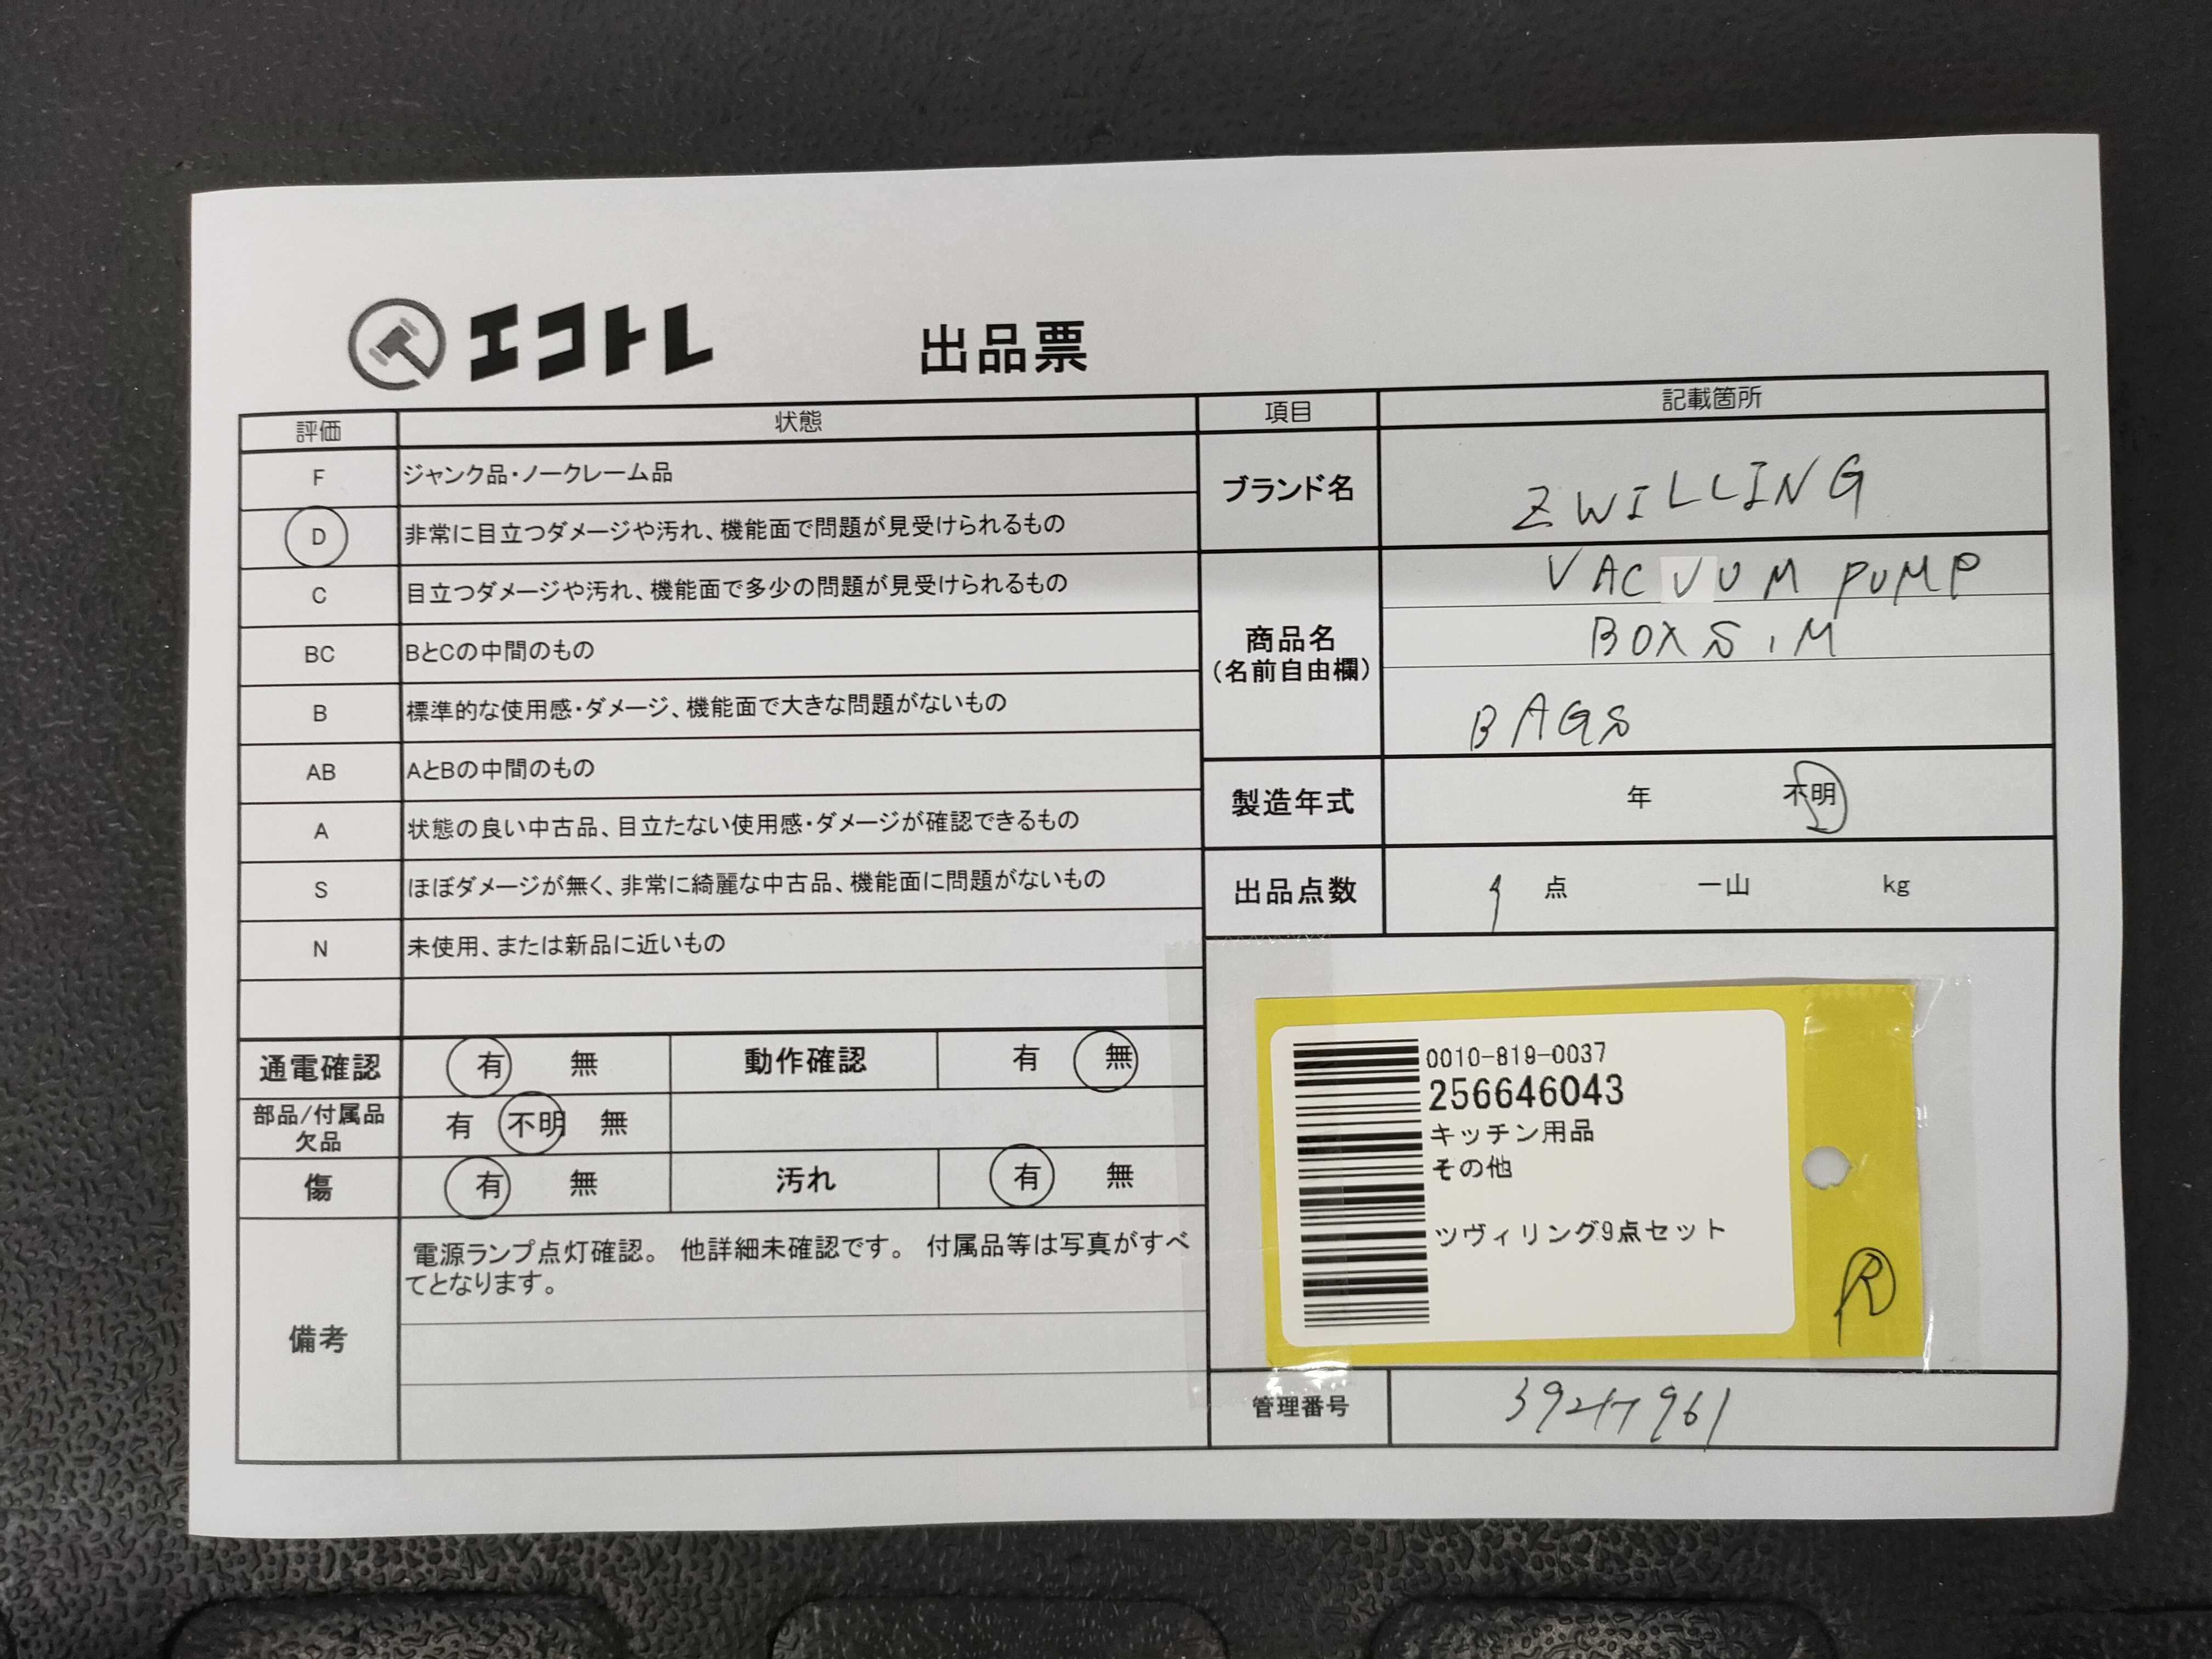 エコトレ
出品票
評価 状態
F ジャンク品・ノークレーム品
D 非常に目立つダメージや汚れ、機能面で問題が見受けられるもの
C 目立つダメージや汚れ、機能面で多少の問題が見受けられるもの
BC BとCの中間のもの
B 標準的な使用感・ダメージ、機能面で大きな問題がないもの
AB AとBの中間のもの
A 状態の良い中古品、目立たない使用感・ダメージが確認できるもの
S ほぼダメージが無く、非常に綺麗な中古品、機能面に問題がないもの
N 未使用、または新品に近いもの
通電確認 有 無 動作確認 有 無
部品/付属品
欠品 有 不明 無
傷 有 無 汚れ 有 無
備考
電源ランプ点灯確認。 他詳細未確認です。 付属品等は写真がすべ
てとなります。
項目 記載箇所
ブランド名 ZWILLING
商品名
(名前自由欄)
VACUUM PUMP
BOX S,M
BAGS
製造年式 年 不明
出品点数 9 点 一山 kg
0010-819-0037
256646043
キッチン用品
その他
ツヴィリング9点セット
R
管理番号 3947961